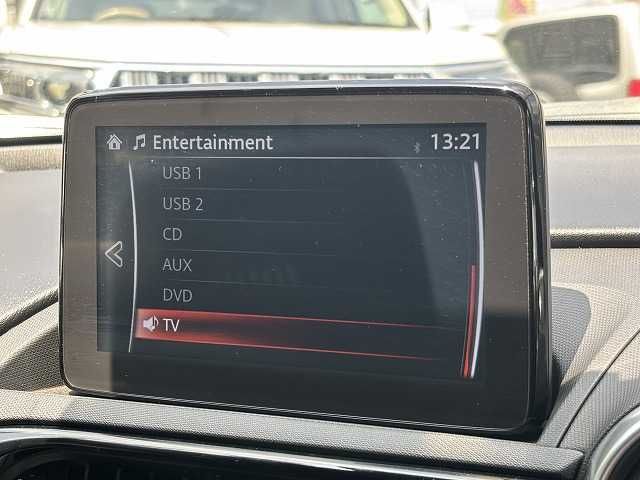 Entertainment 13:21
USB 1
USB 2
CD
AUX
DVD
TV